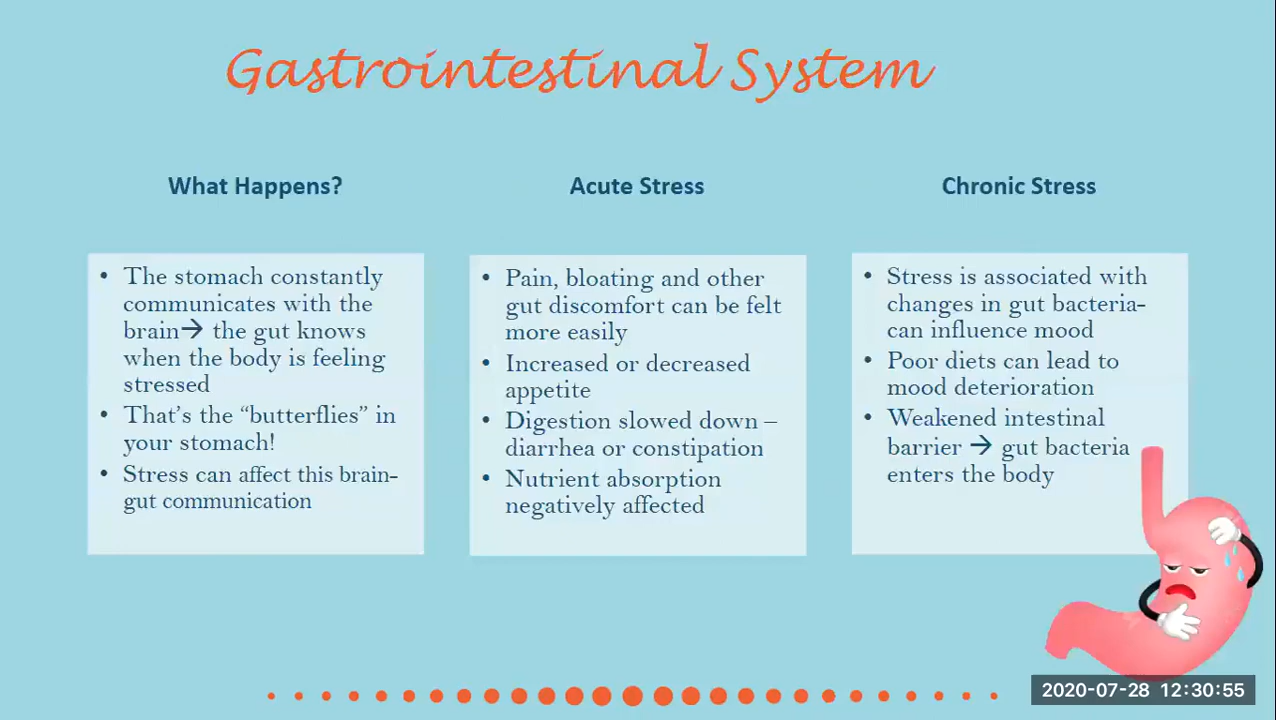 Gastrointestinal System
What Happens?
• The stomach constantly
communicates with the
brain→ the gut knows
when the body is feeling
stressed
• That's the “butterflies” in
your stomach!
• Stress can affect this brain-
gut communication
Acute Stress
• Pain, bloating and other
gut discomfort can be felt
more easily
• Increased or decreased
appetite
• Digestion slowed down –
diarrhea or constipation
• Nutrient absorption
negatively affected
Chronic Stress
• Stress is associated with
changes in gut bacteria-
can influence mood
• Poor diets can lead to
mood deterioration
• Weakened intestinal
barrier → gut bacteria
enters the body
2020-07-28 12:30:55